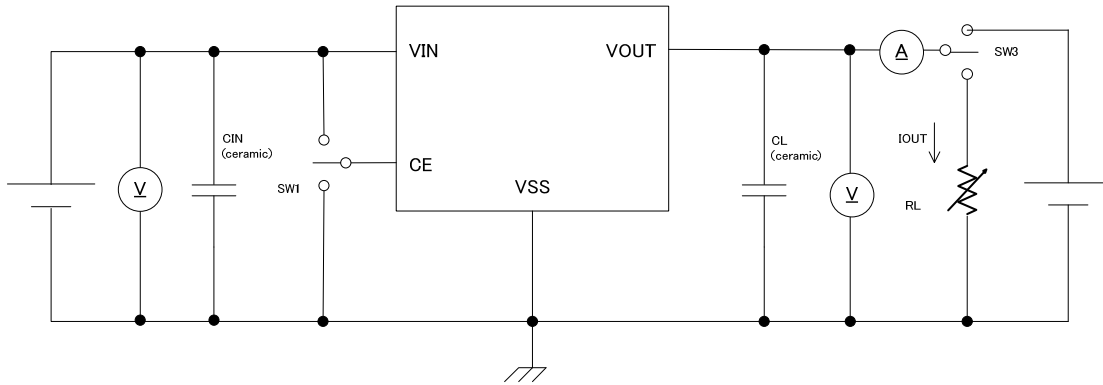 VIN
VOUT
A
SW3
CIN
(ceramic)
CL
(ceramic)
IOUT
CE
SW1
VSS
V
V
RL